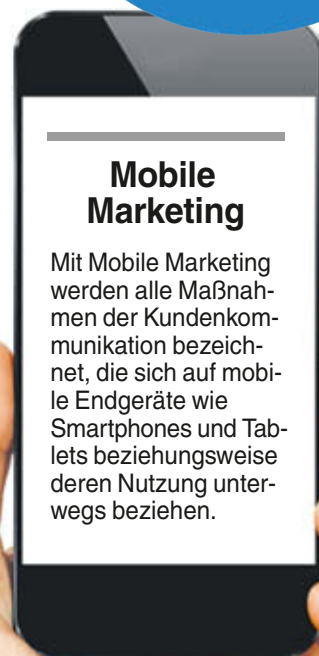 Mobile
Marketing
Mit Mobile Marketing
werden alle Maßnah-
men der Kundenkom-
munikation bezeich-
net, die sich auf mobi-
le Endgeräte wie
Smartphones und Tab-
lets beziehungsweise
deren Nutzung unter-
wegs beziehen.